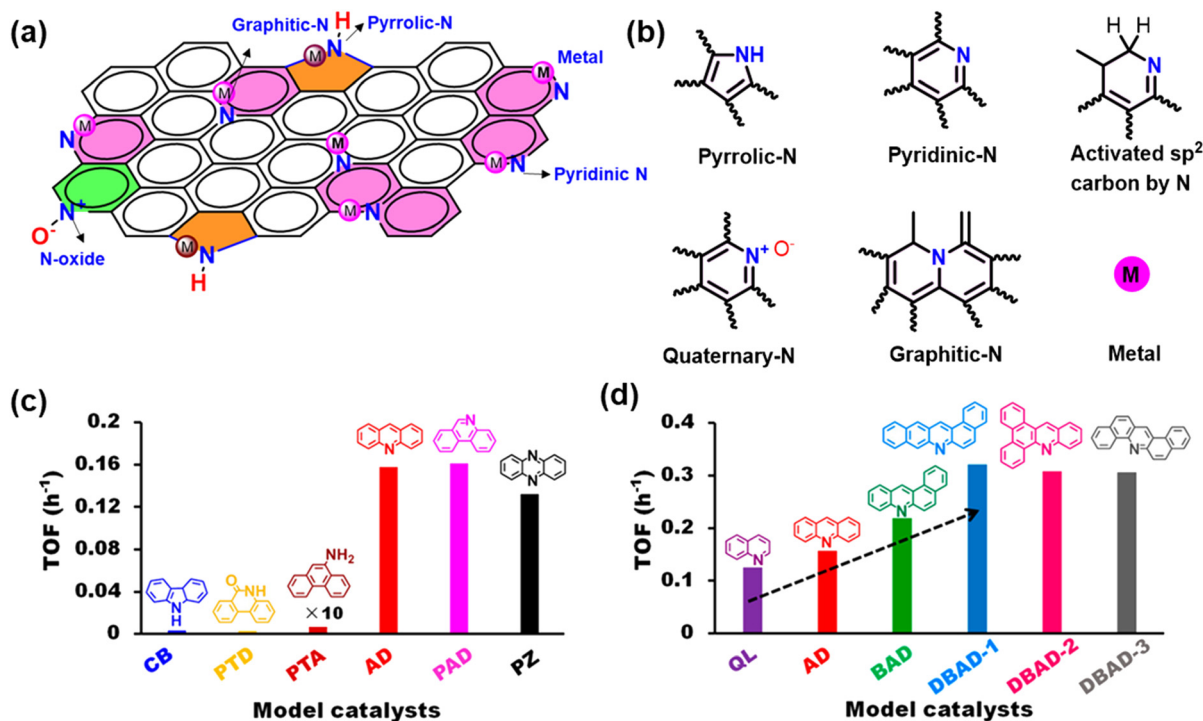 (a)
Graphitic-N
H
Pyrrolic-N
M
N
M
Metal
M
N
N
M
M
N
N
M
N
Pyridinic N
M
N
N+
O-
N-oxide
M
N
H
(b)
NH
N
H H
N
Pyrrolic-N
Pyridinic-N
Activated sp2
carbon by N
N+ O-
N
M
Quaternary-N
Graphitic-N
Metal
(c)
TOF (h-1)
0.2
0.16
0.12
0.08
0.04
0
N
H
O
NH
NH2
×10
N
N
N
N
CB
PTD
PTA
AD
PAD
PZ
Model catalysts
(d)
TOF (h-1)
0.4
0.3
0.2
0.1
0
N
N
N
N
N
N
QL
AD
BAD
DBAD-1
DBAD-2
DBAD-3
Model catalysts